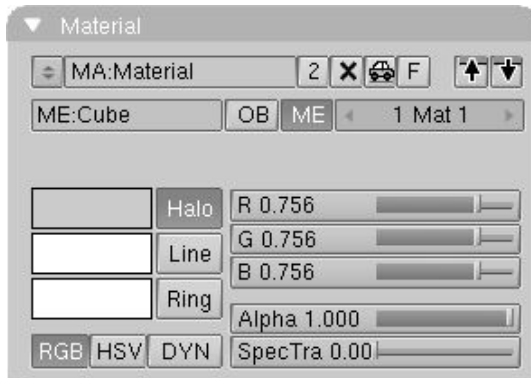 Material
MA:Material 2 F
ME:Cube OB ME 1 Mat 1
Halo R 0.756
Line G 0.756
B 0.756
Ring
Alpha 1.000
RGB HSV DYN SpecTra 0.00